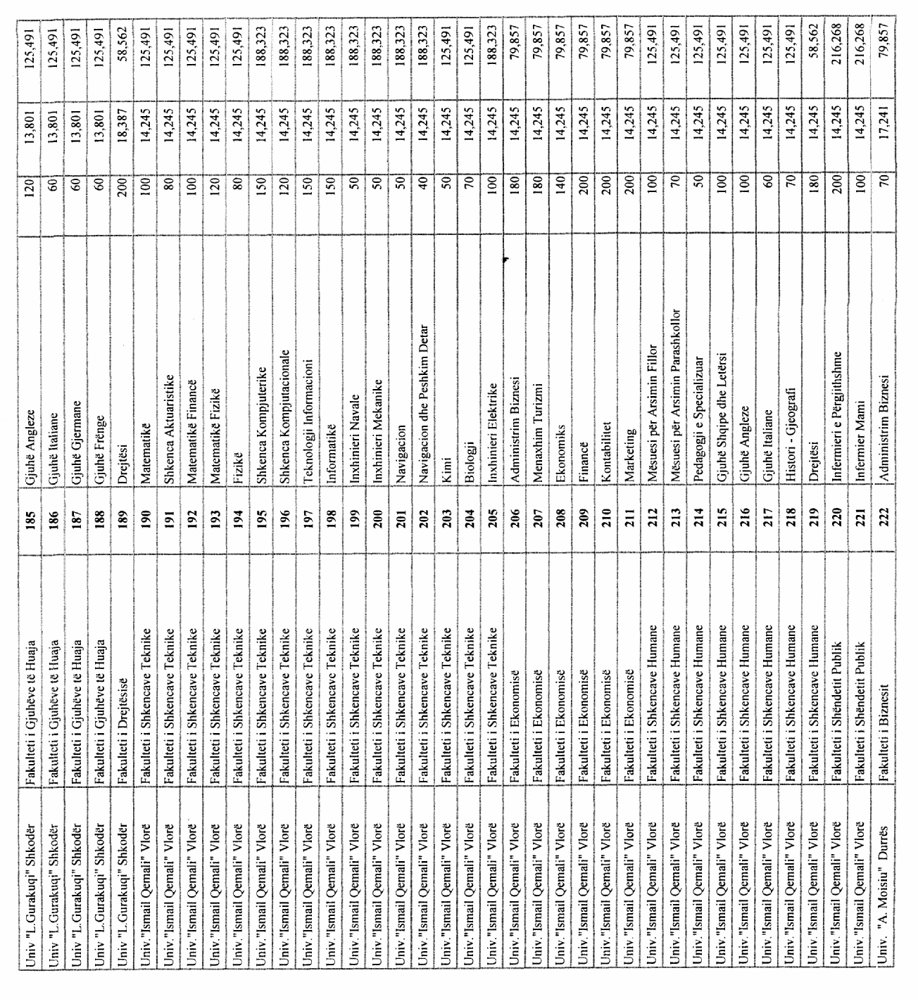 Univ "L.Gurakuqi" Shkodër Fakulteti i Gjuhëve të Huaja 185 Gjuhë Angleze 120 13,801 125,491
Univ "L.Gurakuqi" Shkodër Fakulteti i Gjuhëve të Huaja 186 Gjuhë Italiane 60 13,801 125,491
Univ "L.Gurakuqi" Shkodër Fakulteti i Gjuhëve të Huaja 187 Gjuhë Gjermane 60 13,801 125,491
Univ "L.Gurakuqi" Shkodër Fakulteti i Gjuhëve të Huaja 188 Gjuhë Frënge 60 13,801 125,491
Univ "L.Gurakuqi" Shkodër Fakulteti i Drejtësisë 189 Drejtësi 200 18,387 58,562
Univ."Ismail Qemali" Vlorë Fakulteti i Shkencave Teknike 190 Matematikë 100 14,245 125,491
Univ."Ismail Qemali" Vlorë Fakulteti i Shkencave Teknike 191 Shkenca Aktuaristike 80 14,245 125,491
Univ."Ismail Qemali" Vlorë Fakulteti i Shkencave Teknike 192 Matematikë Financë 100 14,245 125,491
Univ."Ismail Qemali" Vlorë Fakulteti i Shkencave Teknike 193 Matematikë Fizikë 120 14,245 125,491
Univ."Ismail Qemali" Vlorë Fakulteti i Shkencave Teknike 194 Fizikë 80 14,245 125,491
Univ."Ismail Qemali" Vlorë Fakulteti i Shkencave Teknike 195 Shkenca Kompjuterike 150 14,245 188,323
Univ."Ismail Qemali" Vlorë Fakulteti i Shkencave Teknike 196 Shkenca Kompjutacionale 120 14,245 188,323
Univ."Ismail Qemali" Vlorë Fakulteti i Shkencave Teknike 197 Teknologji Informacioni 150 14,245 188,323
Univ."Ismail Qemali" Vlorë Fakulteti i Shkencave Teknike 198 Informatikë 150 14,245 188,323
Univ."Ismail Qemali" Vlorë Fakulteti i Shkencave Teknike 199 Inxhinieri Navale 50 14,245 188,323
Univ."Ismail Qemali" Vlorë Fakulteti i Shkencave Teknike 200 Inxhinieri Mekanike 50 14,245 188,323
Univ."Ismail Qemali" Vlorë Fakulteti i Shkencave Teknike 201 Navigacion 50 14,245 188,323
Univ."Ismail Qemali" Vlorë Fakulteti i Shkencave Teknike 202 Navigacion dhe Peshkim Detar 40 14,245 188,323
Univ."Ismail Qemali" Vlorë Fakulteti i Shkencave Teknike 203 Kimi 50 14,245 125,491
Univ."Ismail Qemali" Vlorë Fakulteti i Shkencave Teknike 204 Biologji 70 14,245 125,491
Univ."Ismail Qemali" Vlorë Fakulteti i Shkencave Teknike 205 Inxhinieri Elektrike 100 14,245 188,323
Univ."Ismail Qemali" Vlorë Fakulteti i Ekonomisë 206 Administrim Biznesi 180 14,245 79,857
Univ."Ismail Qemali" Vlorë Fakulteti i Ekonomisë 207 Menaxhim Turizmi 180 14,245 79,857
Univ."Ismail Qemali" Vlorë Fakulteti i Ekonomisë 208 Ekonomiks 140 14,245 79,857
Univ."Ismail Qemali" Vlorë Fakulteti i Ekonomisë 209 Financë 200 14,245 79,857
Univ."Ismail Qemali" Vlorë Fakulteti i Ekonomisë 210 Kontabilitet 200 14,245 79,857
Univ."Ismail Qemali" Vlorë Fakulteti i Ekonomisë 211 Marketing 200 14,245 79,857
Univ."Ismail Qemali" Vlorë Fakulteti i Shkencave Humane 212 Mësuesi për Arsimin Fillor 100 14,245 125,491
Univ."Ismail Qemali" Vlorë Fakulteti i Shkencave Humane 213 Mësuesi për Arsimin Parashkollor 70 14,245 125,491
Univ."Ismail Qemali" Vlorë Fakulteti i Shkencave Humane 214 Pedagogji e Specializuar 50 14,245 125,491
Univ."Ismail Qemali" Vlorë Fakulteti i Shkencave Humane 215 Gjuhë Shqipe dhe Letërsi 100 14,245 125,491
Univ."Ismail Qemali" Vlorë Fakulteti i Shkencave Humane 216 Gjuhë Angleze 100 14,245 125,491
Univ."Ismail Qemali" Vlorë Fakulteti i Shkencave Humane 217 Gjuhë Italiane 60 14,245 125,491
Univ."Ismail Qemali" Vlorë Fakulteti i Shkencave Humane 218 Histori - Gjeografi 70 14,245 125,491
Univ."Ismail Qemali" Vlorë Fakulteti i Shkencave Humane 219 Drejtësi 180 14,245 58,562
Univ."Ismail Qemali" Vlorë Fakulteti i Shëndetit Publik 220 Infermieri e Përgjithshme 200 14,245 216,268
Univ."Ismail Qemali" Vlorë Fakulteti i Shëndetit Publik 221 Infermier Mami 100 14,245 216,268
Univ. "A. Moisiu" Durrës Fakulteti i Biznesit 222 Administrim Biznesi 70 17,241 79,857